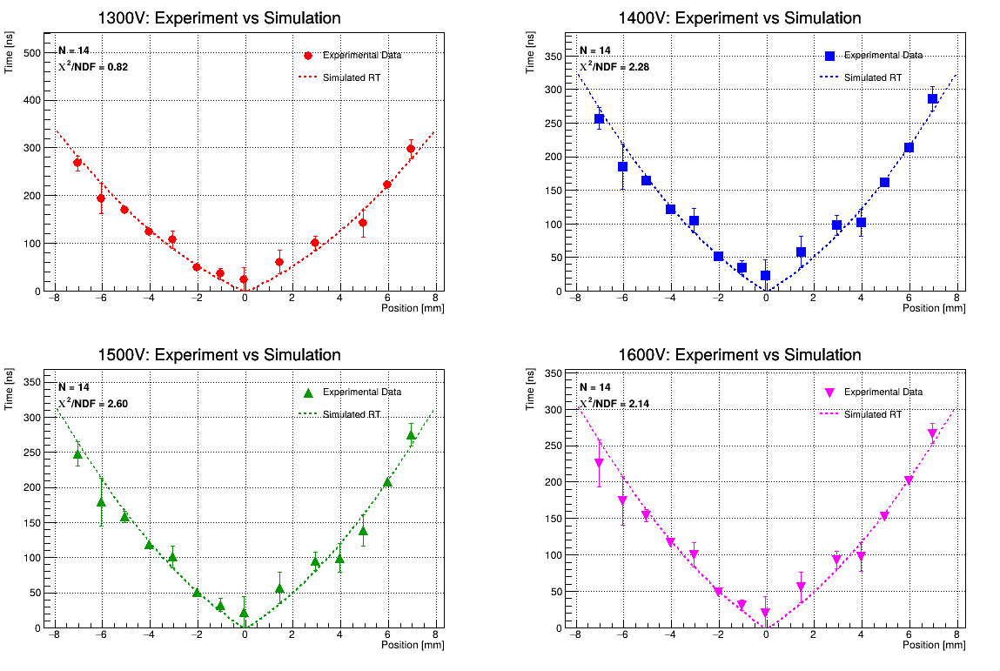 1300V: Experiment vs Simulation
Time [ns]
N = 14
χ²/NDF = 0.82
Experimental Data
Simulated RT
500
400
300
200
100
0
−8 −6 −4 −2 0 2 4 6 8
Position [mm]
1400V: Experiment vs Simulation
Time [ns]
N = 14
χ²/NDF = 2.28
Experimental Data
Simulated RT
350
300
250
200
150
100
50
0
−8 −6 −4 −2 0 2 4 6 8
Position [mm]
1500V: Experiment vs Simulation
Time [ns]
N = 14
χ²/NDF = 2.60
Experimental Data
Simulated RT
350
300
250
200
150
100
50
0
−8 −6 −4 −2 0 2 4 6 8
Position [mm]
1600V: Experiment vs Simulation
Time [ns]
N = 14
χ²/NDF = 2.14
Experimental Data
Simulated RT
350
300
250
200
150
100
50
0
−8 −6 −4 −2 0 2 4 6 8
Position [mm]